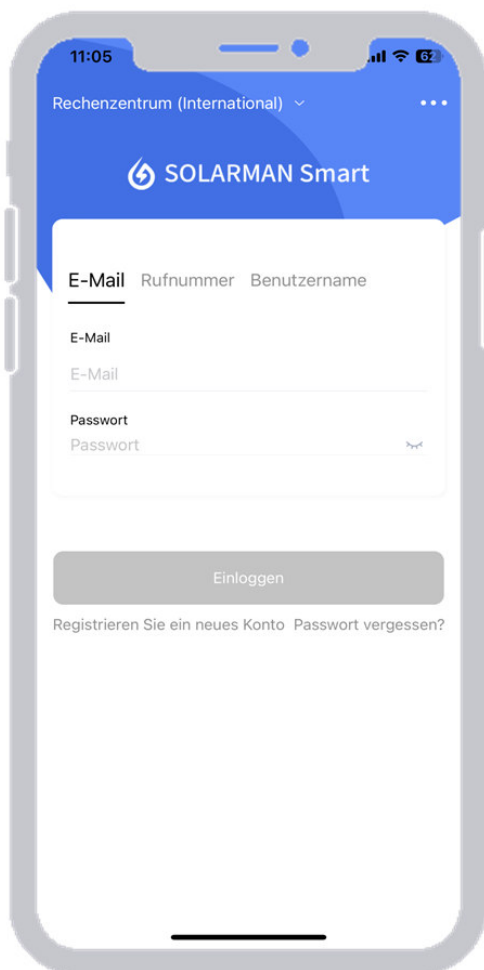 11:05 62
Rechenzentrum (International)
SOLARMAN Smart
E-Mail Rufnummer Benutzername
E-Mail
E-Mail
Passwort
Passwort
Einloggen
Registrieren Sie ein neues Konto Passwort vergessen?